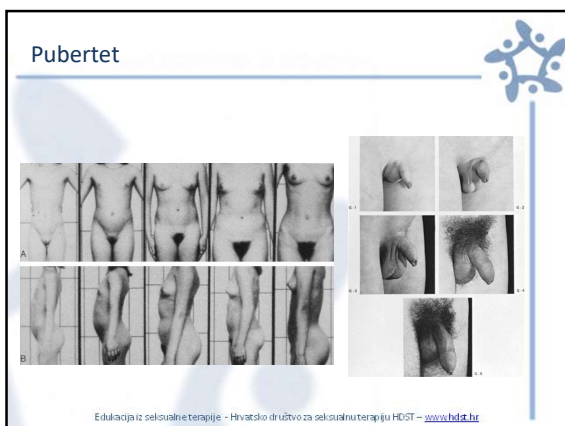 Pubertet
A
B
G-1
G-2
G-3
G-4
G-5
Edukacija iz seksualne terapije - Hrvatsko društvo za seksualnu terapiju HDST – www.hdst.hr